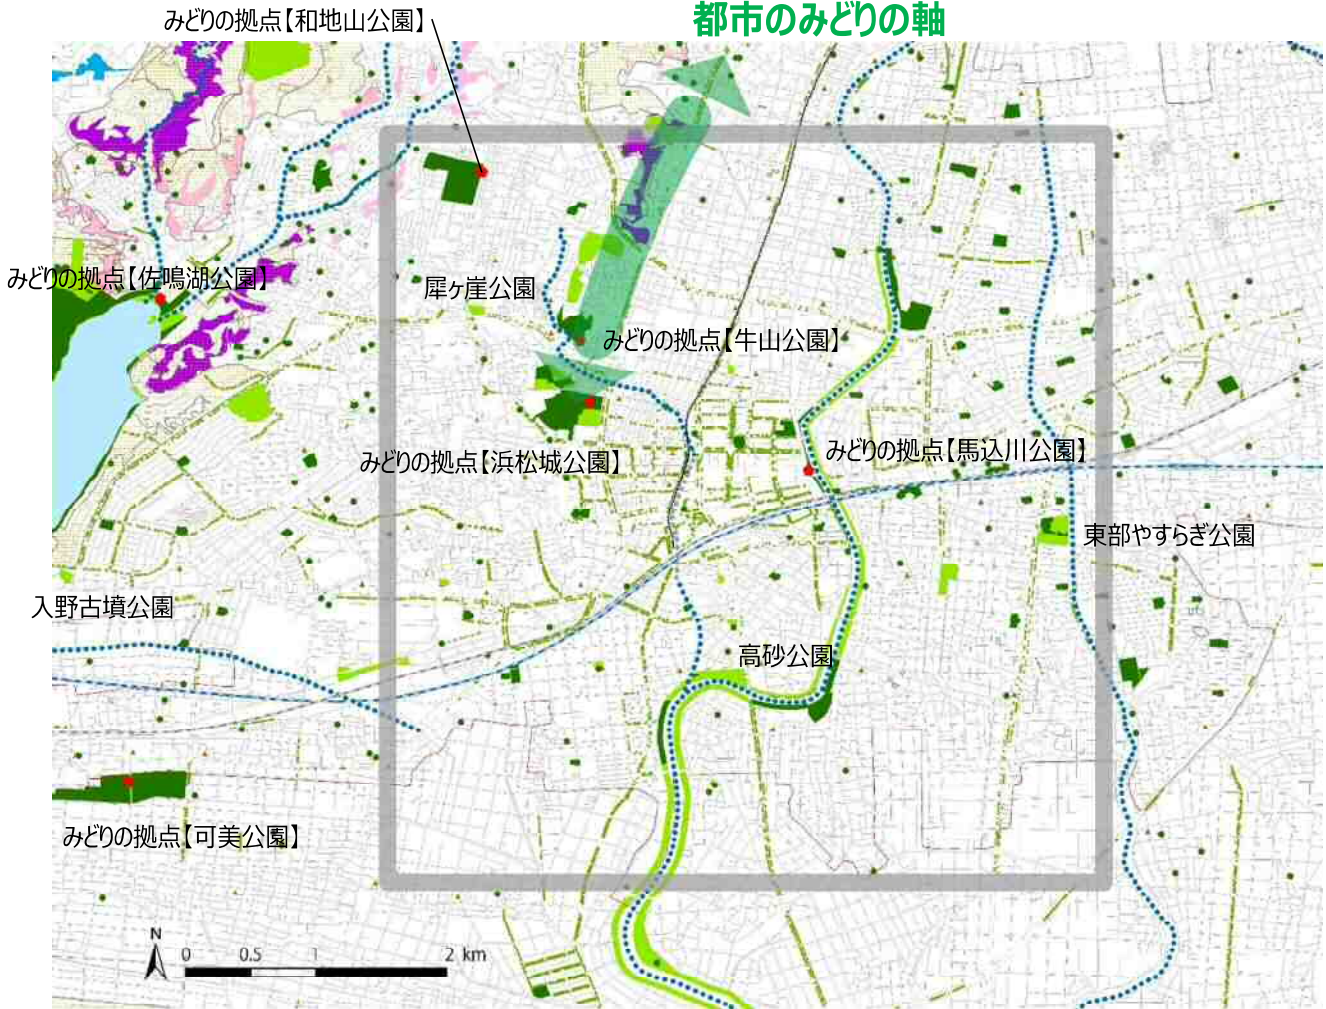 都市のみどりの軸
みどりの拠点【和地山公園】
みどりの拠点【佐鳴湖公園】
犀ヶ崖公園
みどりの拠点【牛山公園】
みどりの拠点【浜松城公園】
みどりの拠点【馬込川公園】
東部やすらぎ公園
入野古墳公園
高砂公園
みどりの拠点【可美公園】
N
0 0.5 1 2 km